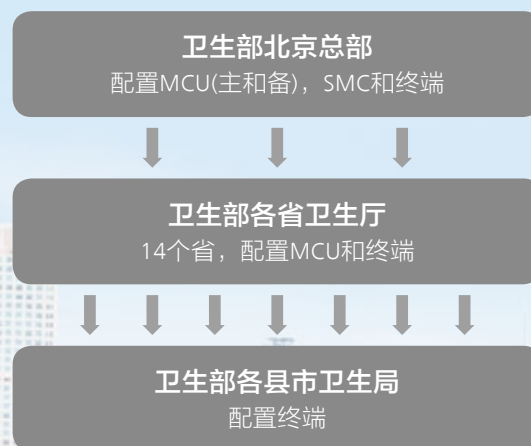 卫生部北京总部
配置MCU(主和备)，SMC和终端
卫生部各省卫生厅
14个省，配置MCU和终端
卫生部各县市卫生局
配置终端